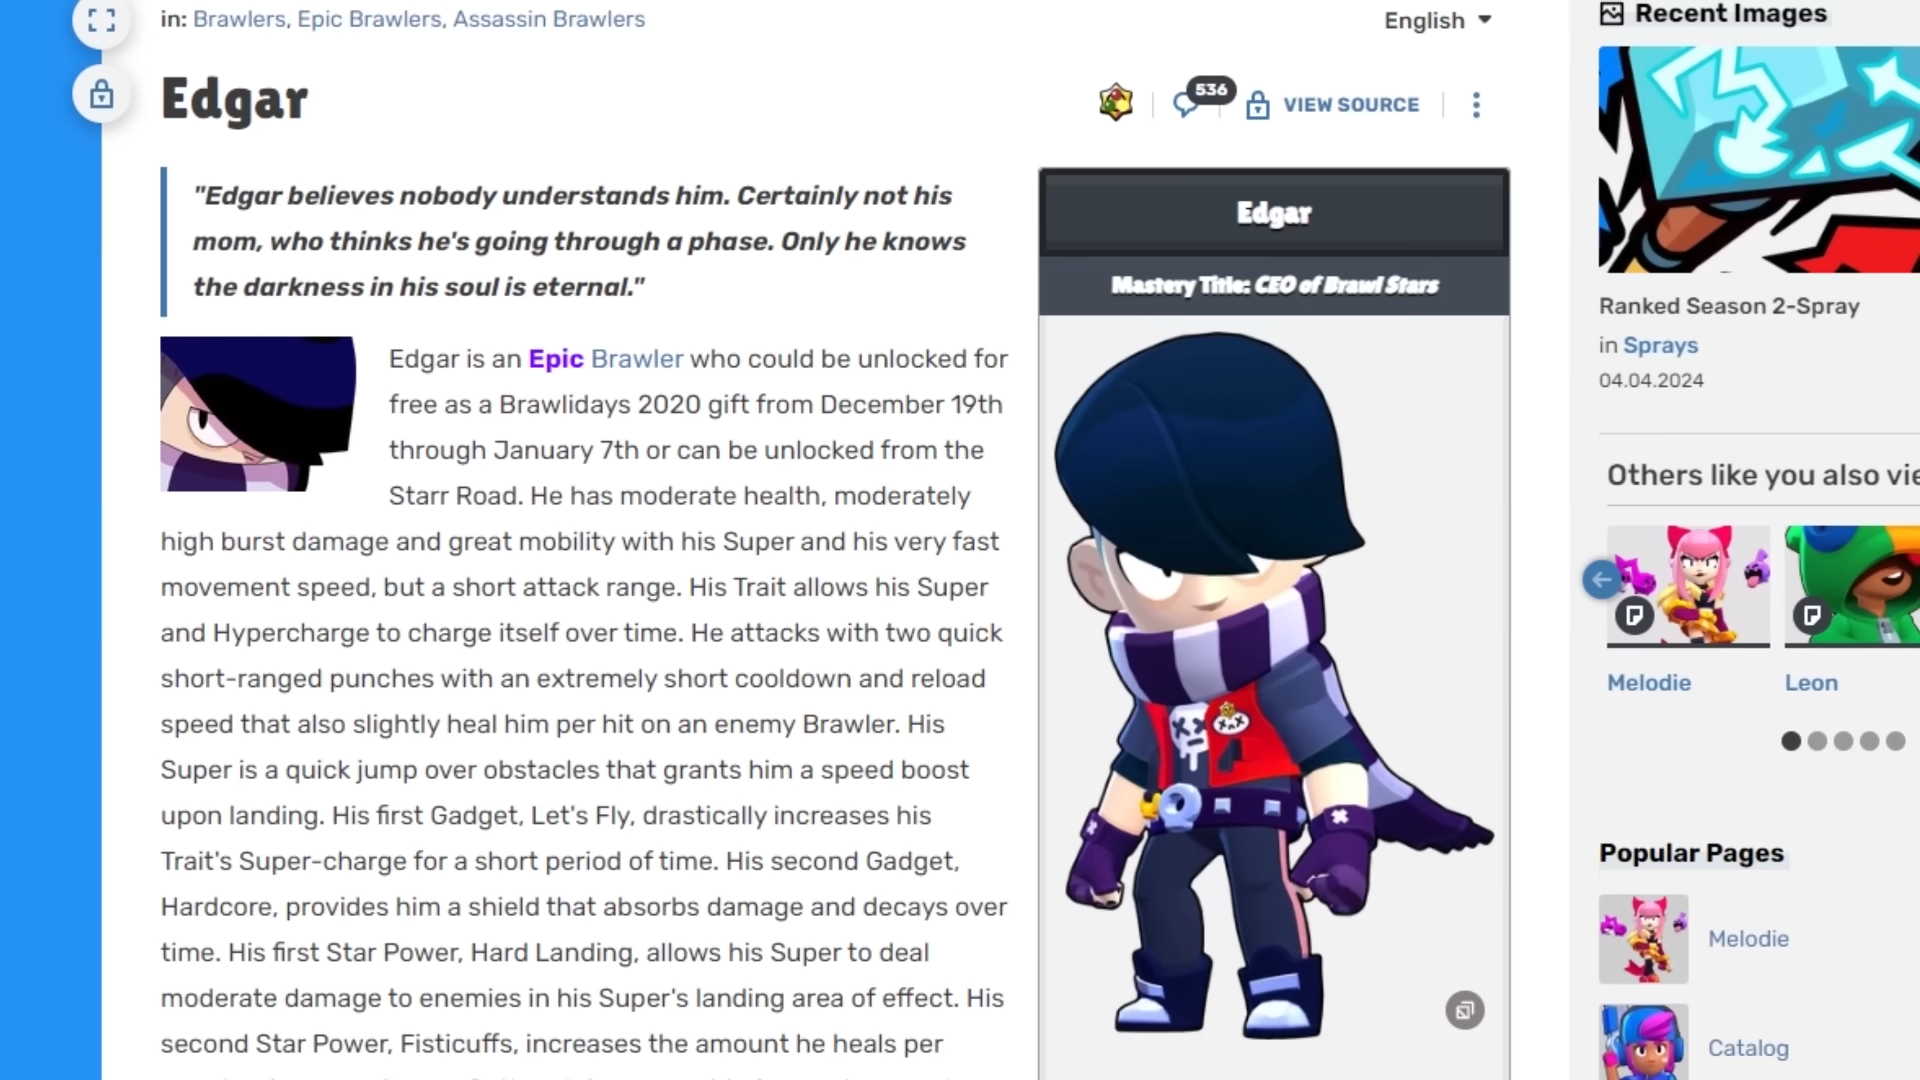 in: Brawlers, Epic Brawlers, Assassin Brawlers
English
Edgar
536
VIEW SOURCE
"Edgar believes nobody understands him. Certainly not his
mom, who thinks he's going through a phase. Only he knows
the darkness in his soul is eternal."
Edgar is an Epic Brawler who could be unlocked for
free as a Brawlidays 2020 gift from December 19th
through January 7th or can be unlocked from the
Starr Road. He has moderate health, moderately
high burst damage and great mobility with his Super and his very fast
movement speed, but a short attack range. His Trait allows his Super
and Hypercharge to charge itself over time. He attacks with two quick
short-ranged punches with an extremely short cooldown and reload
speed that also slightly heal him per hit on an enemy Brawler. His
Super is a quick jump over obstacles that grants him a speed boost
upon landing. His first Gadget, Let's Fly, drastically increases his
Trait's Super-charge for a short period of time. His second Gadget,
Hardcore, provides him a shield that absorbs damage and decays over
time. His first Star Power, Hard Landing, allows his Super to deal
moderate damage to enemies in his Super's landing area of effect. His
second Star Power, Fisticuffs, increases the amount he heals per
Edgar
Mastery Title: CEO of Brawl Stars
Recent Images
Ranked Season 2-Spray
in Sprays
04.04.2024
Others like you also vie
Melodie
Leon
Popular Pages
Melodie
Catalog